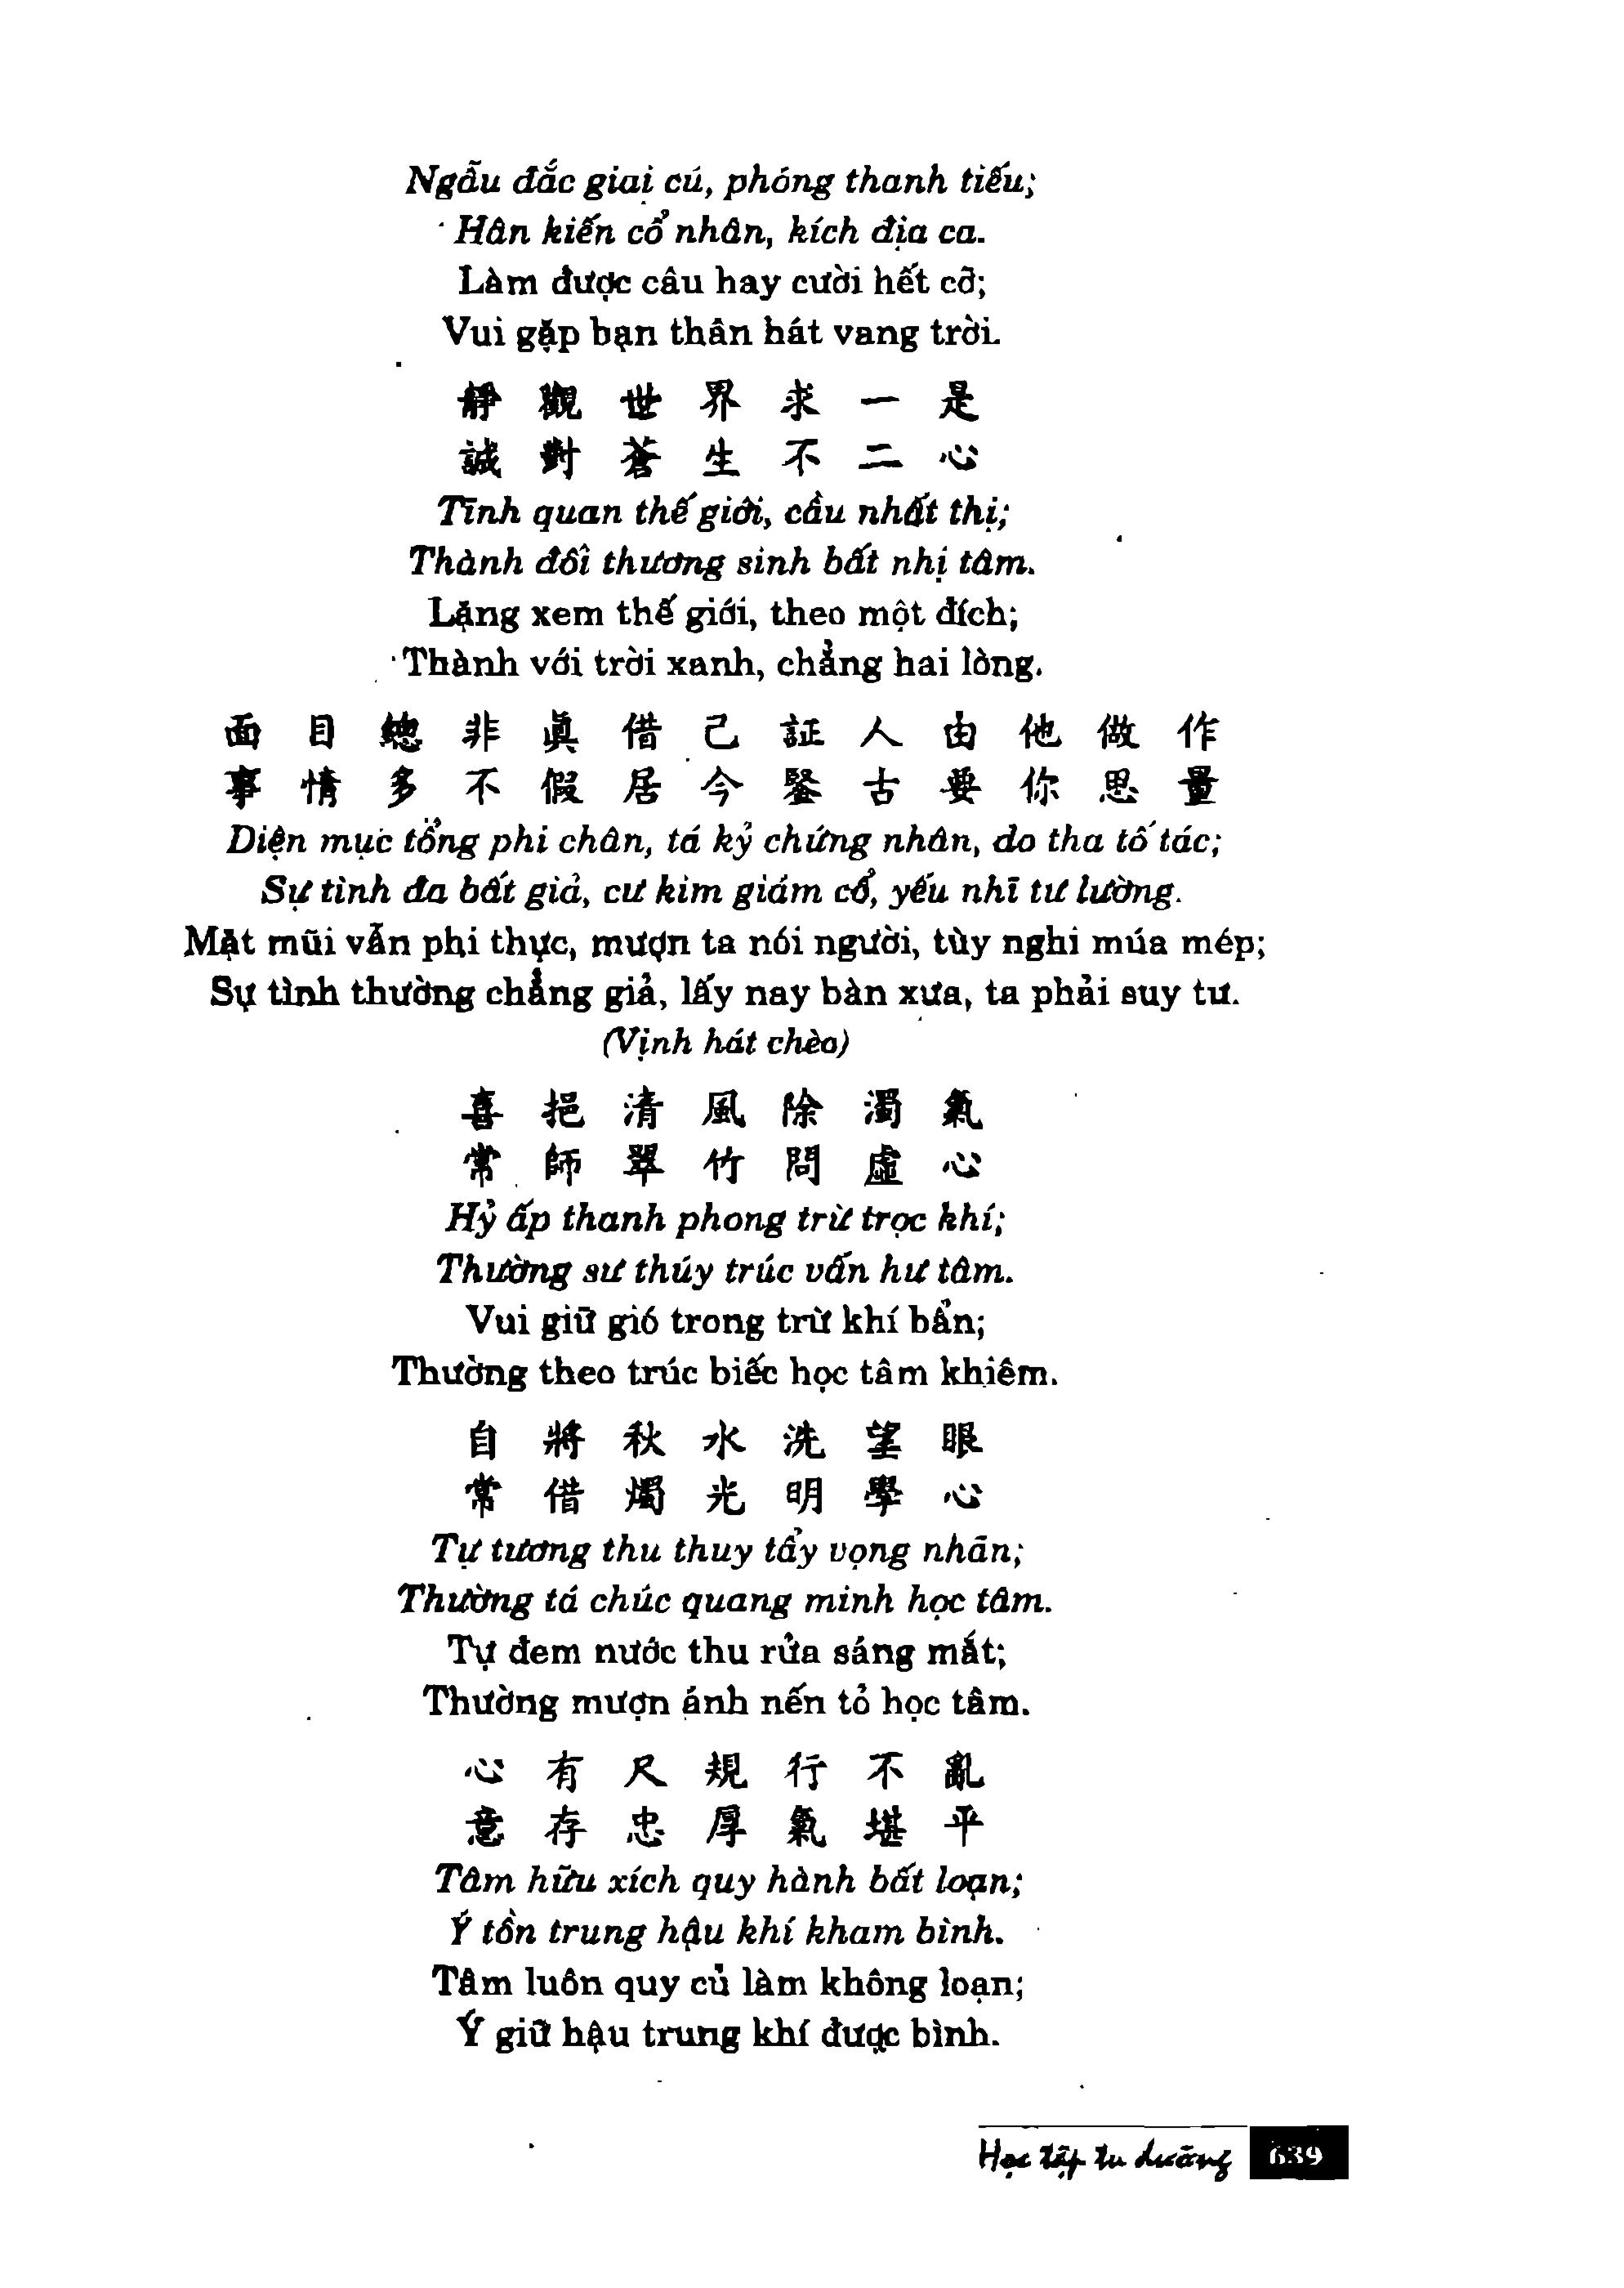 Ngẫu đắc giai cú, phóng thanh tiếu;
Hân kiến cố nhân, kích địa ca.
Làm được câu hay cười hết cỡ;
Vui gặp bạn thân hát vang trời.
靜 觀 世 界 求 一 是
誠 對 蒼 生 不 二 心
Tĩnh quan thế giới, cầu nhất thị;
Thành đối thương sinh bất nhị tâm.
Lặng xem thế giới, theo một đích;
Thành với trời xanh, chẳng hai lòng.
面 目 總 非 眞 借 己 証 人 由 他 做 作
事 情 多 不 假 居 今 鑒 古 要 你 思 量
Diện mục tổng phi chân, tá kỷ chứng nhân, do tha tố tác;
Sự tình đa bất giả, cư kim giám cổ, yếu nhĩ tư lường.
Mặt mũi vẫn phi thực, mượn ta nói người, tùy nghi múa mép;
Sự tình thường chẳng giả, lấy nay bàn xưa, ta phải suy tư.
(Vịnh hát chèo)
喜 挹 清 風 除 濁 氣
常 師 翠 竹 問 虛 心
Hỷ ấp thanh phong trừ trọc khí;
Thường sư thúy trúc vấn hư tâm.
Vui giữ gió trong trừ khí bẩn;
Thường theo trúc biếc học tâm khiêm.
自 將 秋 水 洗 望 眼
常 借 燭 光 明 學 心
Tự tương thu thuy tẩy vọng nhãn;
Thường tá chúc quang minh học tâm.
Tự đem nước thu rửa sáng mắt;
Thường mượn ánh nến tỏ học tâm.
心 有 尺 規 行 不 亂
意 存 忠 厚 氣 堪 平
Tâm hữu xích quy hành bất loạn;
Ý tồn trung hậu khí kham bình.
Tâm luôn quy củ làm không loạn;
Ý giữ hậu trung khí được bình.
Học tập tu dưỡng 639